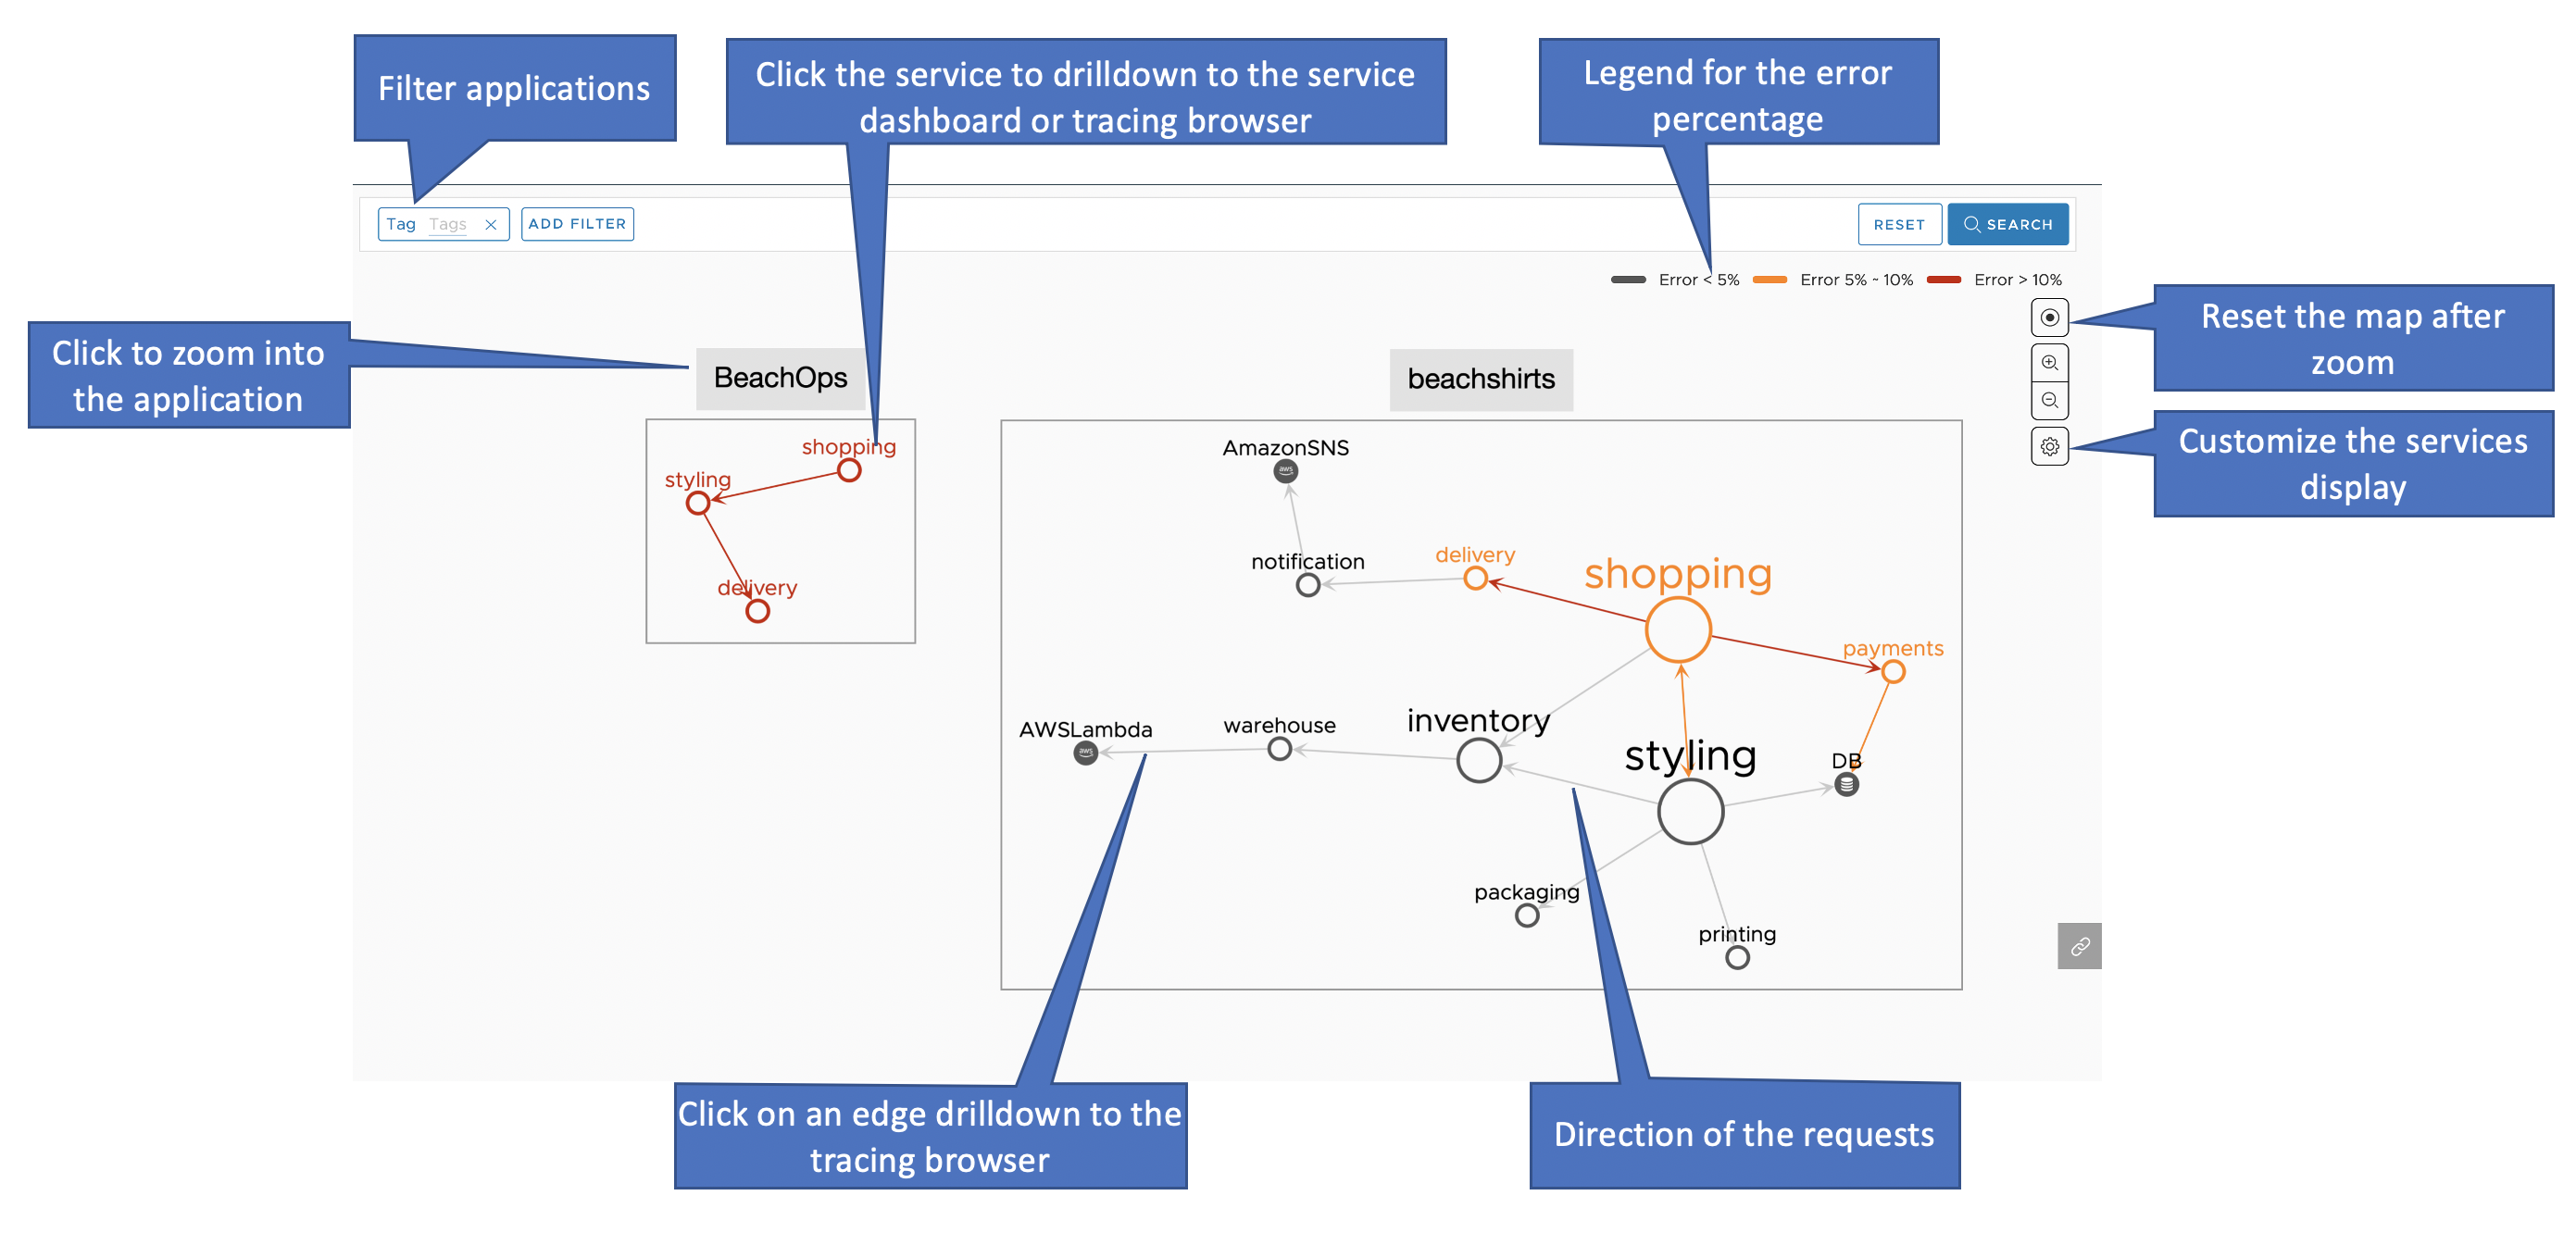 Filter applications
Click the service to drilldown to the service
dashboard or tracing browser
Legend for the error
percentage
Tag Tags ADD FILTER
RESET SEARCH
Error < 5% Error 5% ~ 10% Error > 10%
Click to zoom into
the application
Reset the map after
zoom
Customize the services
display
BeachOps
shopping
styling
delivery
beachshirts
AmazonSNS
aws
notification
delivery
shopping
payments
AWSLambda
aws
warehouse
inventory
styling
DB
packaging
printing
Click on an edge drilldown to the
tracing browser
Direction of the requests